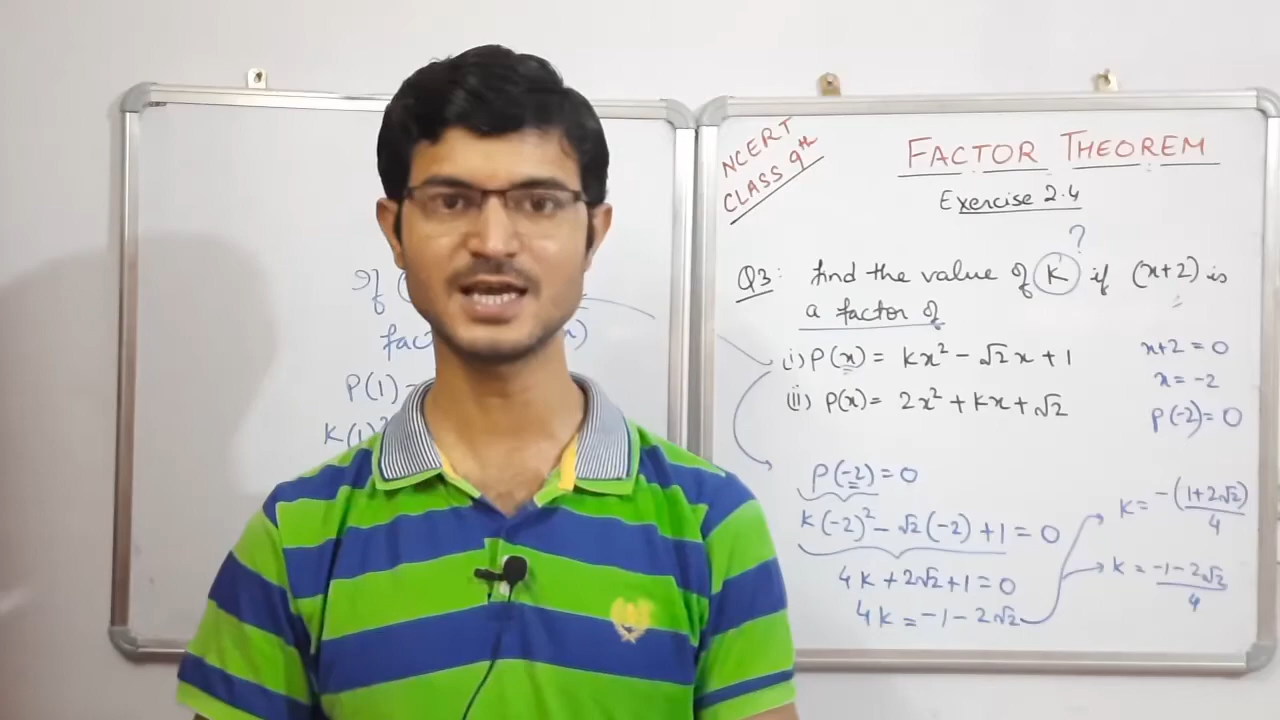 of
fac
P(1)=
K(1)
NCERT
CLASS 9th
FACTOR THEOREM
Exercise 2.4
?
Q3: find the value of K if (x+2) is
a factor of
(i) P(x) = Kx² - √2x + 1
(ii) P(x) = 2x² + Kx + √2
x+2 = 0
x = -2
P(-2) = 0
P(-2) = 0
K(-2)² - √2(-2) + 1 = 0
4K + 2√2 + 1 = 0
4K = -1 - 2√2
K = -(1+2√2)/4
K = -1-2√2/4